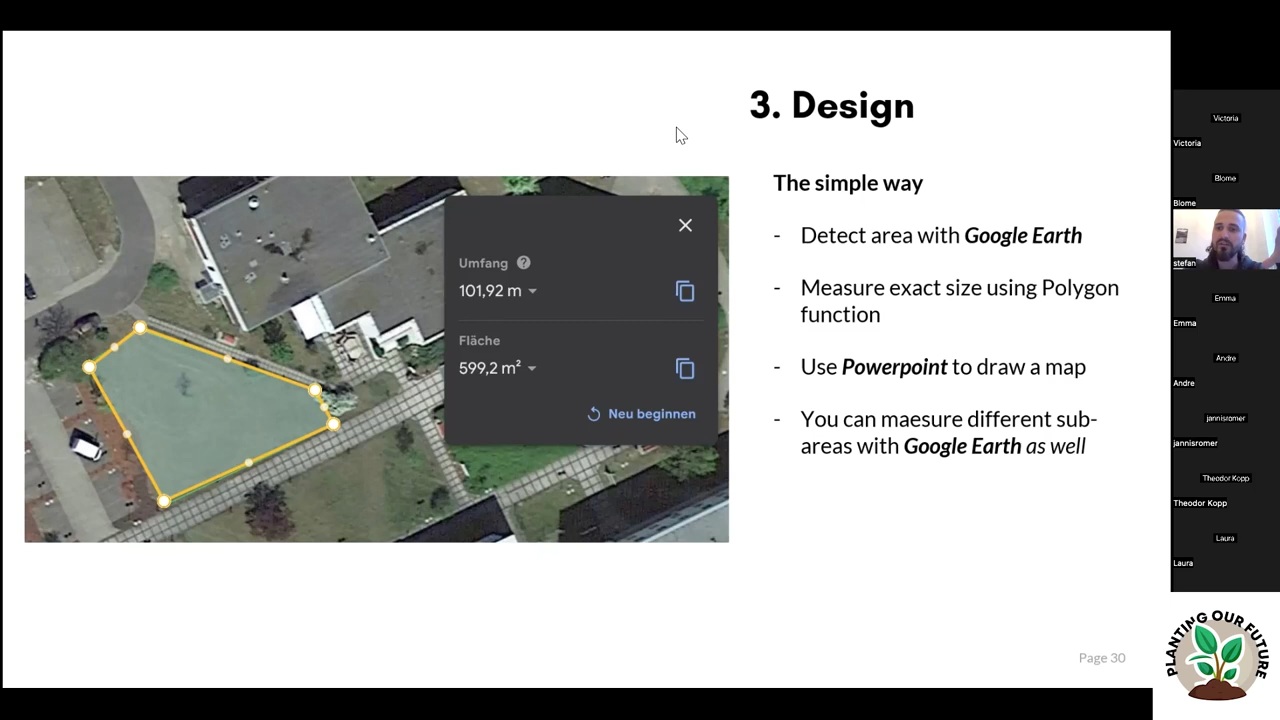 3. Design
The simple way
- Detect area with Google Earth
- Measure exact size using Polygon
function
- Use Powerpoint to draw a map
- You can maesure different sub-
areas with Google Earth as well
Umfang ?
101,92 m
Fläche
599,2 m²
Neu beginnen
Page 30
Victoria
Victoria
Blome
Blome
stefan
Emma
Emma
Andre
Andre
jannisromer
jannisromer
Theodor Kopp
Theodor Kopp
Laura
Laura
PLANTING OUR FUTURE